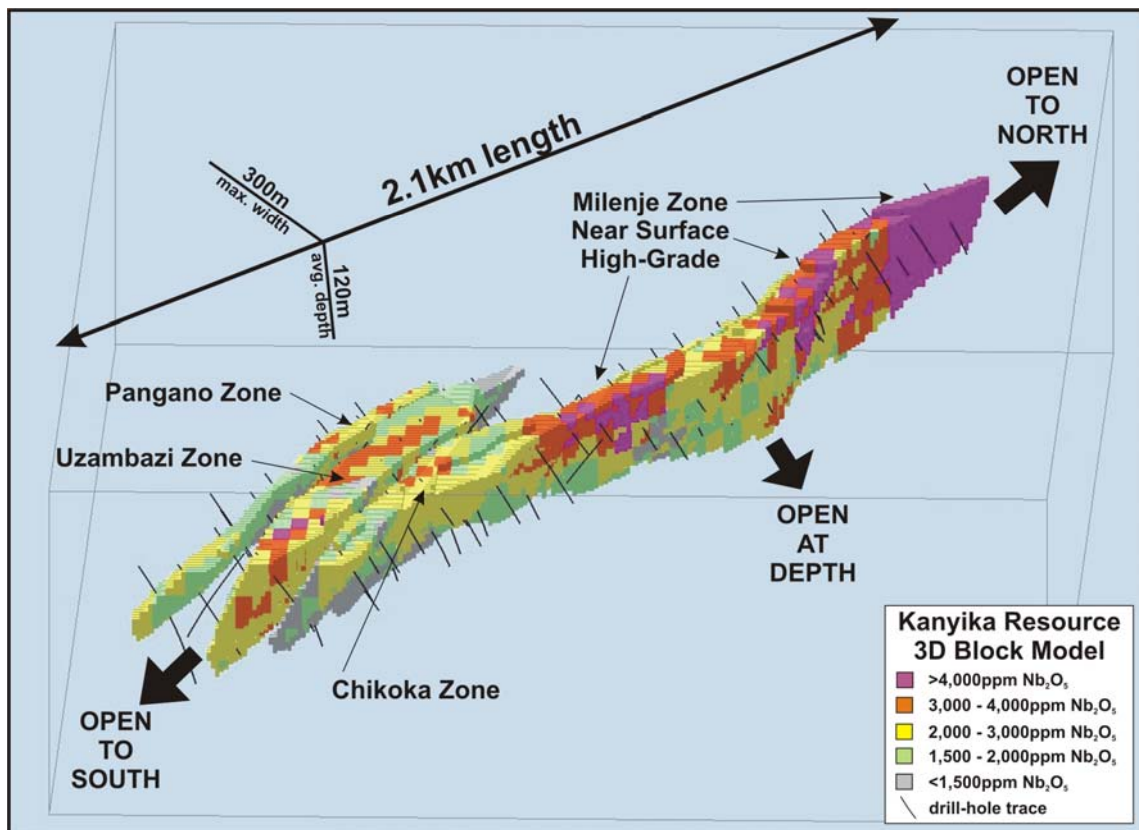 OPEN
TO
NORTH
2.1km length
300m
max. width
avg. depth
120m
Milenje Zone
Near Surface
High-Grade
Pangano Zone
Uzambazi Zone
OPEN
AT
DEPTH
Chikoka Zone
OPEN
TO
SOUTH
Kanyika Resource
3D Block Model
>4,000ppm Nb₂O₅
3,000 - 4,000ppm Nb₂O₅
2,000 - 3,000ppm Nb₂O₅
1,500 - 2,000ppm Nb₂O₅
<1,500ppm Nb₂O₅
drill-hole trace